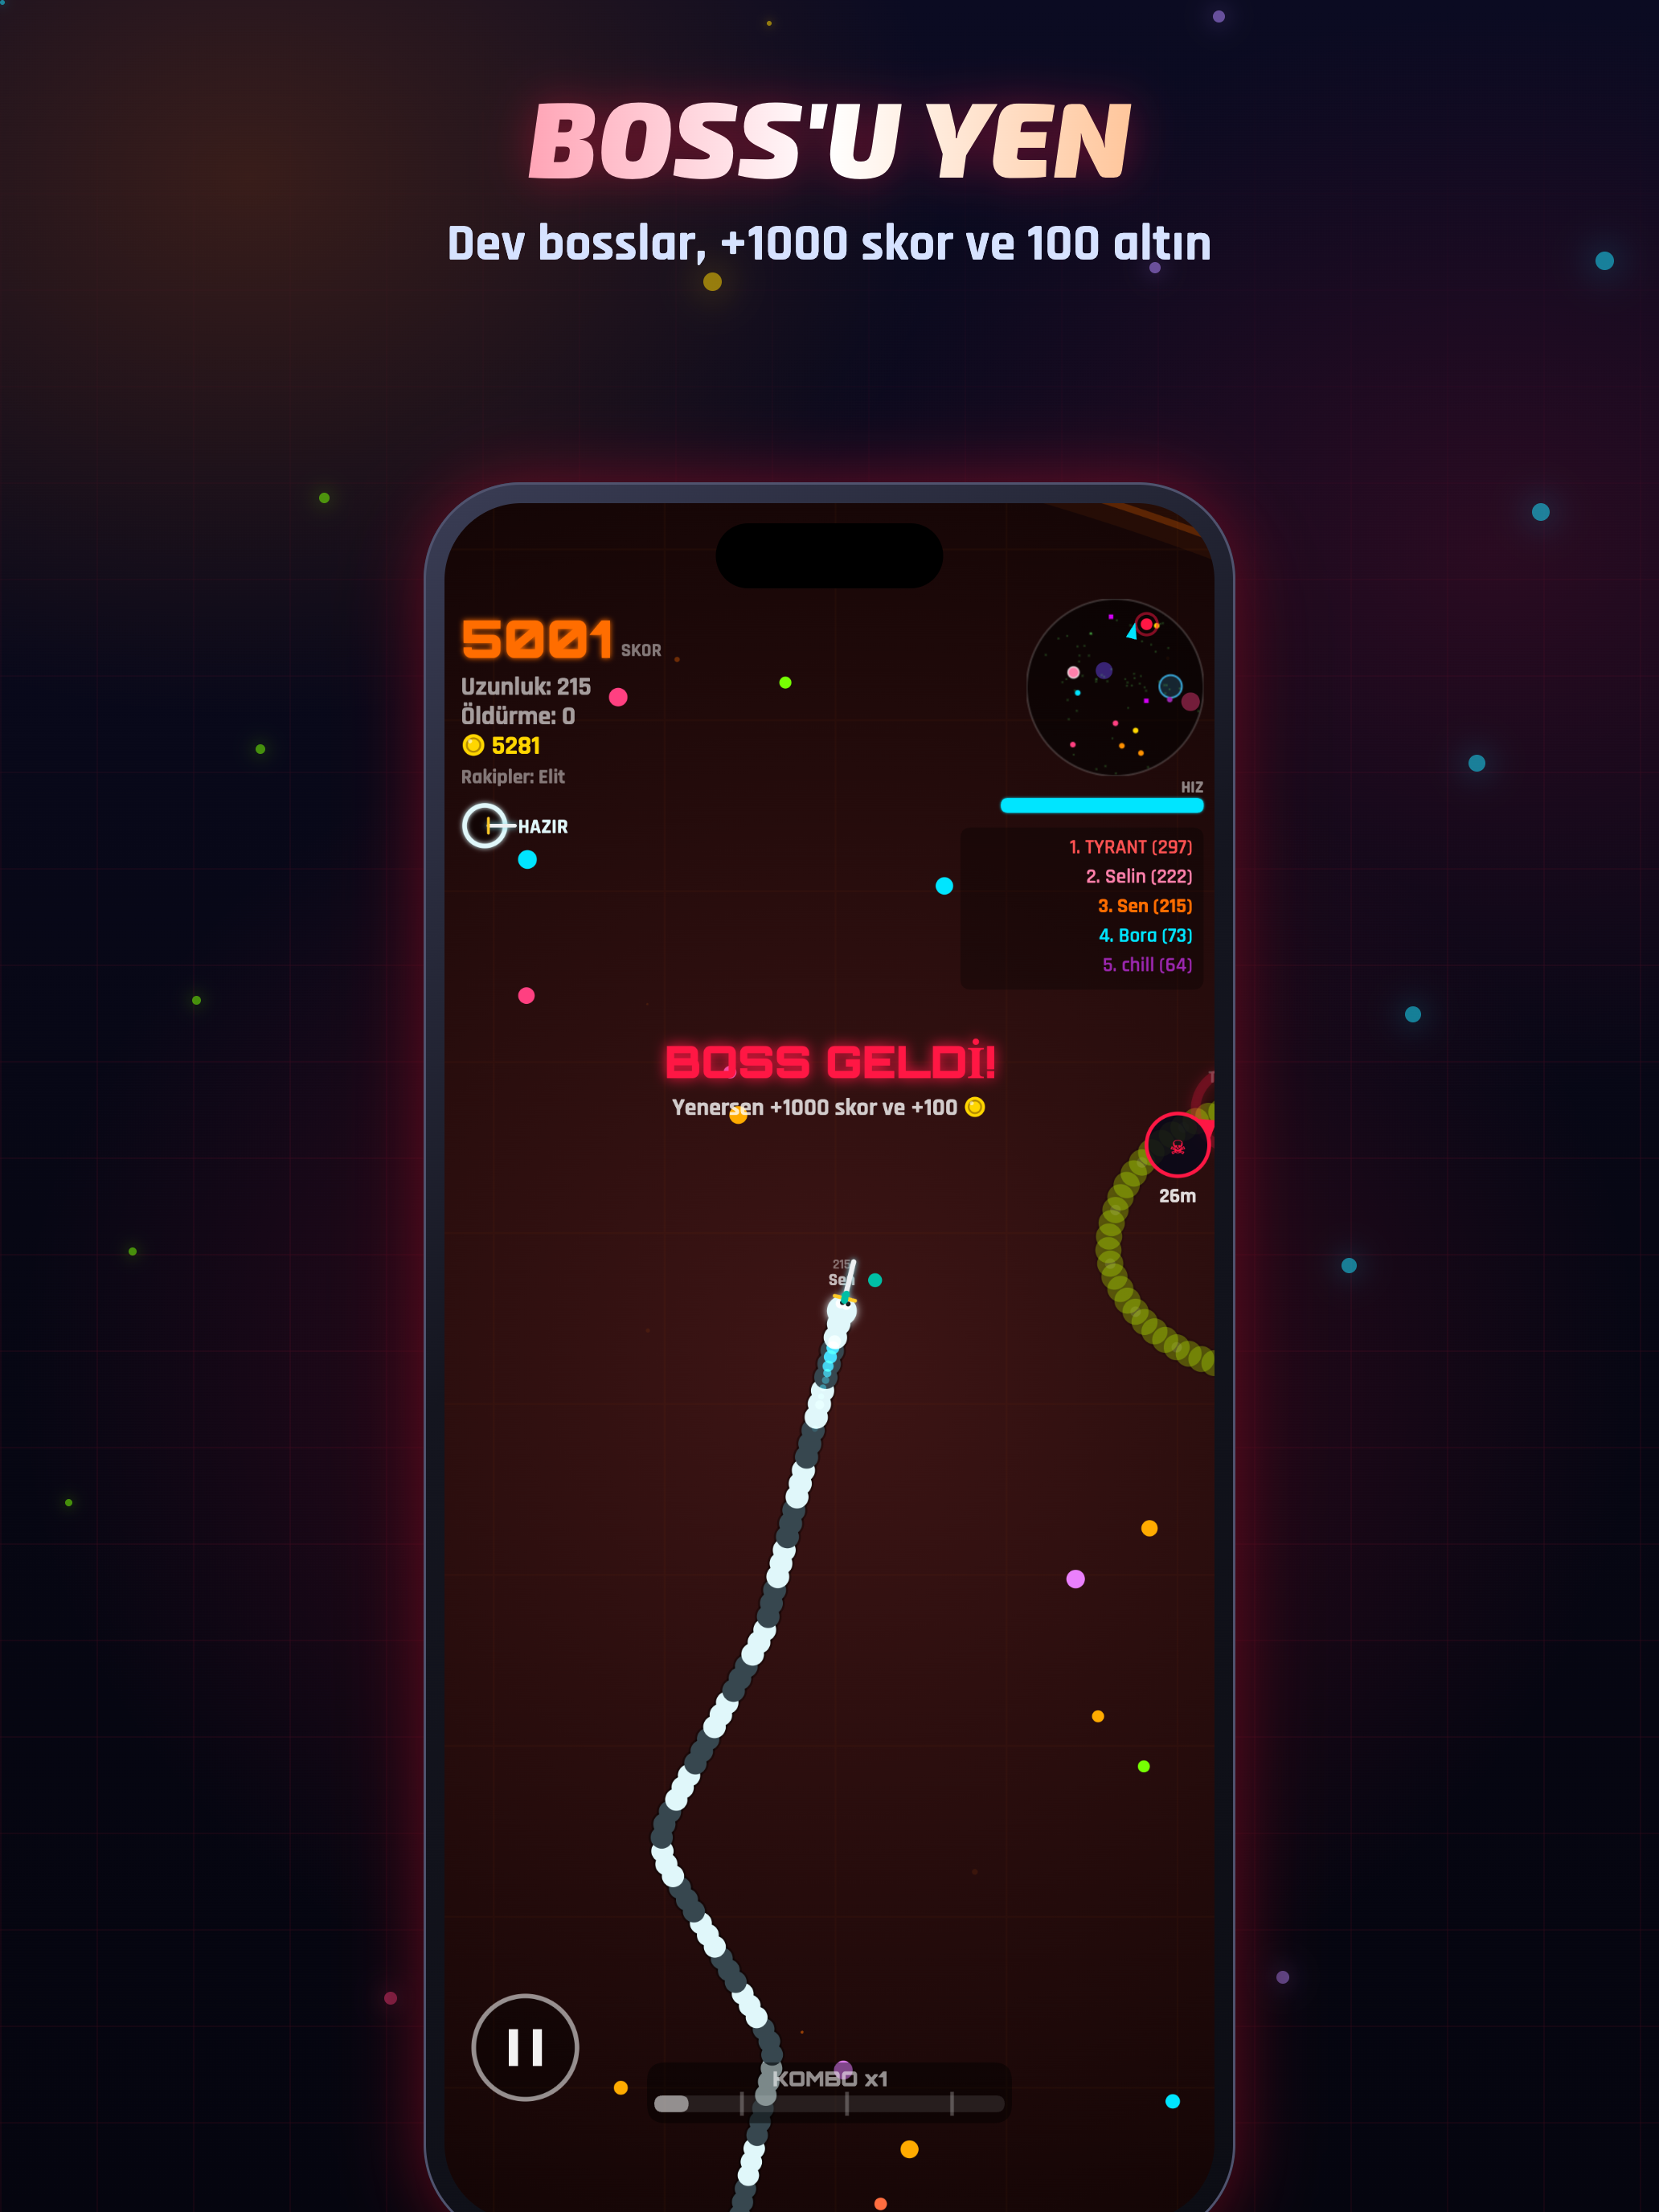 BOSS'U YEN
Dev bosslar, +1000 skor ve 100 altın
5001 SKOR
Uzunluk: 215
Öldürme: 0
5281
Rakipler: Elit
HAZIR
HIZ
1. TYRANT (297)
2. Selin (222)
3. Sen (215)
4. Bora (73)
5. chill (64)
BOSS GELDİ!
Yenersen +1000 skor ve +100
26m
215
Sen
KOMBO x1